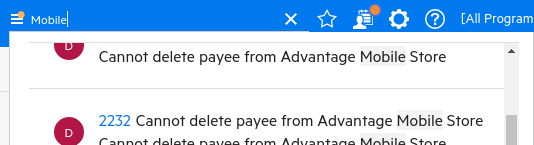 Mobile
[All Program
D
Cannot delete payee from Advantage Mobile Store
D
2232 Cannot delete payee from Advantage Mobile Store
Cannot delete payee from Advantage Mobile Store